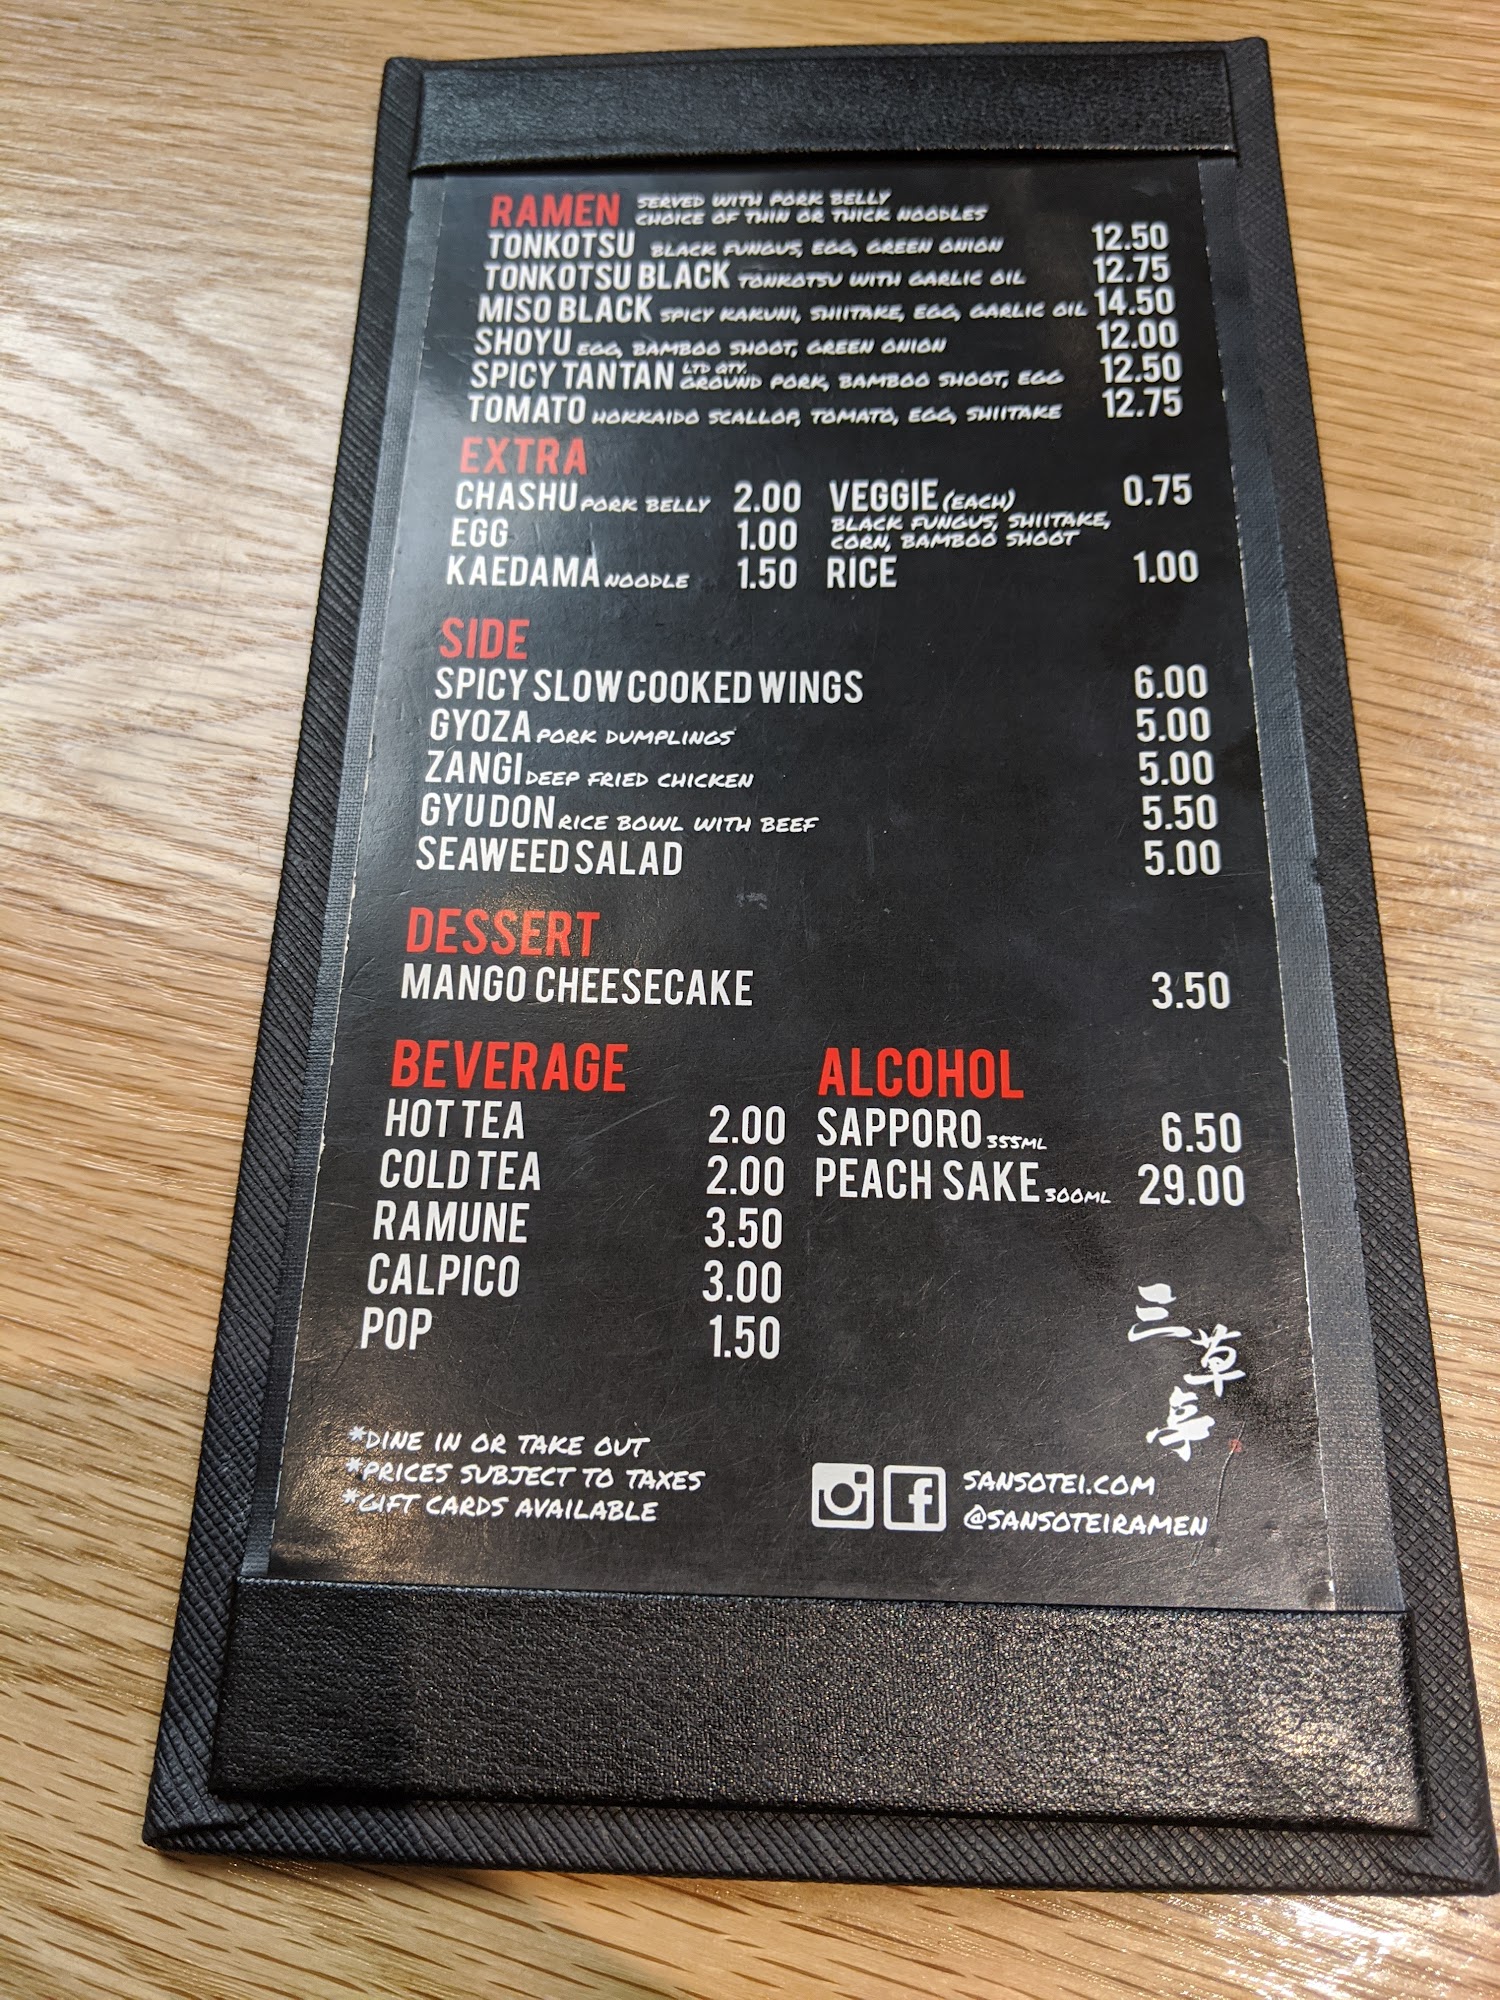 RAMEN SERVED WITH PORK BELLY
CHOICE OF THIN OR THICK NOODLES
TONKOTSU BLACK FUNGUS, EGG, GREEN ONION 12.50
TONKOTSU BLACK TONKOTSU WITH GARLIC OIL 12.75
MISO BLACK SPICY KAKUNI, SHIITAKE, EGG, GARLIC OIL 14.50
SHOYU EGG, BAMBOO SHOOT, GREEN ONION 12.00
SPICY TANTAN LTD QTY. GROUND PORK, BAMBOO SHOOT, EGG 12.50
TOMATO HOKKAIDO SCALLOP, TOMATO, EGG, SHIITAKE 12.75
EXTRA
CHASHU PORK BELLY 2.00
EGG 1.00
KAEDAMA NOODLE 1.50
VEGGIE (EACH) 0.75
BLACK FUNGUS, SHIITAKE,
CORN, BAMBOO SHOOT
RICE 1.00
SIDE
SPICY SLOW COOKED WINGS 6.00
GYOZA PORK DUMPLINGS 5.00
ZANGI DEEP FRIED CHICKEN 5.00
GYUDON RICE BOWL WITH BEEF 5.50
SEAWEED SALAD 5.00
DESSERT
MANGO CHEESECAKE 3.50
BEVERAGE
HOT TEA 2.00
COLD TEA 2.00
RAMUNE 3.50
CALPICO 3.00
POP 1.50
ALCOHOL
SAPPORO 355ML 6.50
PEACH SAKE 300ML 29.00
三草亭
*DINE IN OR TAKE OUT
*PRICES SUBJECT TO TAXES
*GIFT CARDS AVAILABLE
SANSOTEI.COM
@SANSOTEIRAMEN